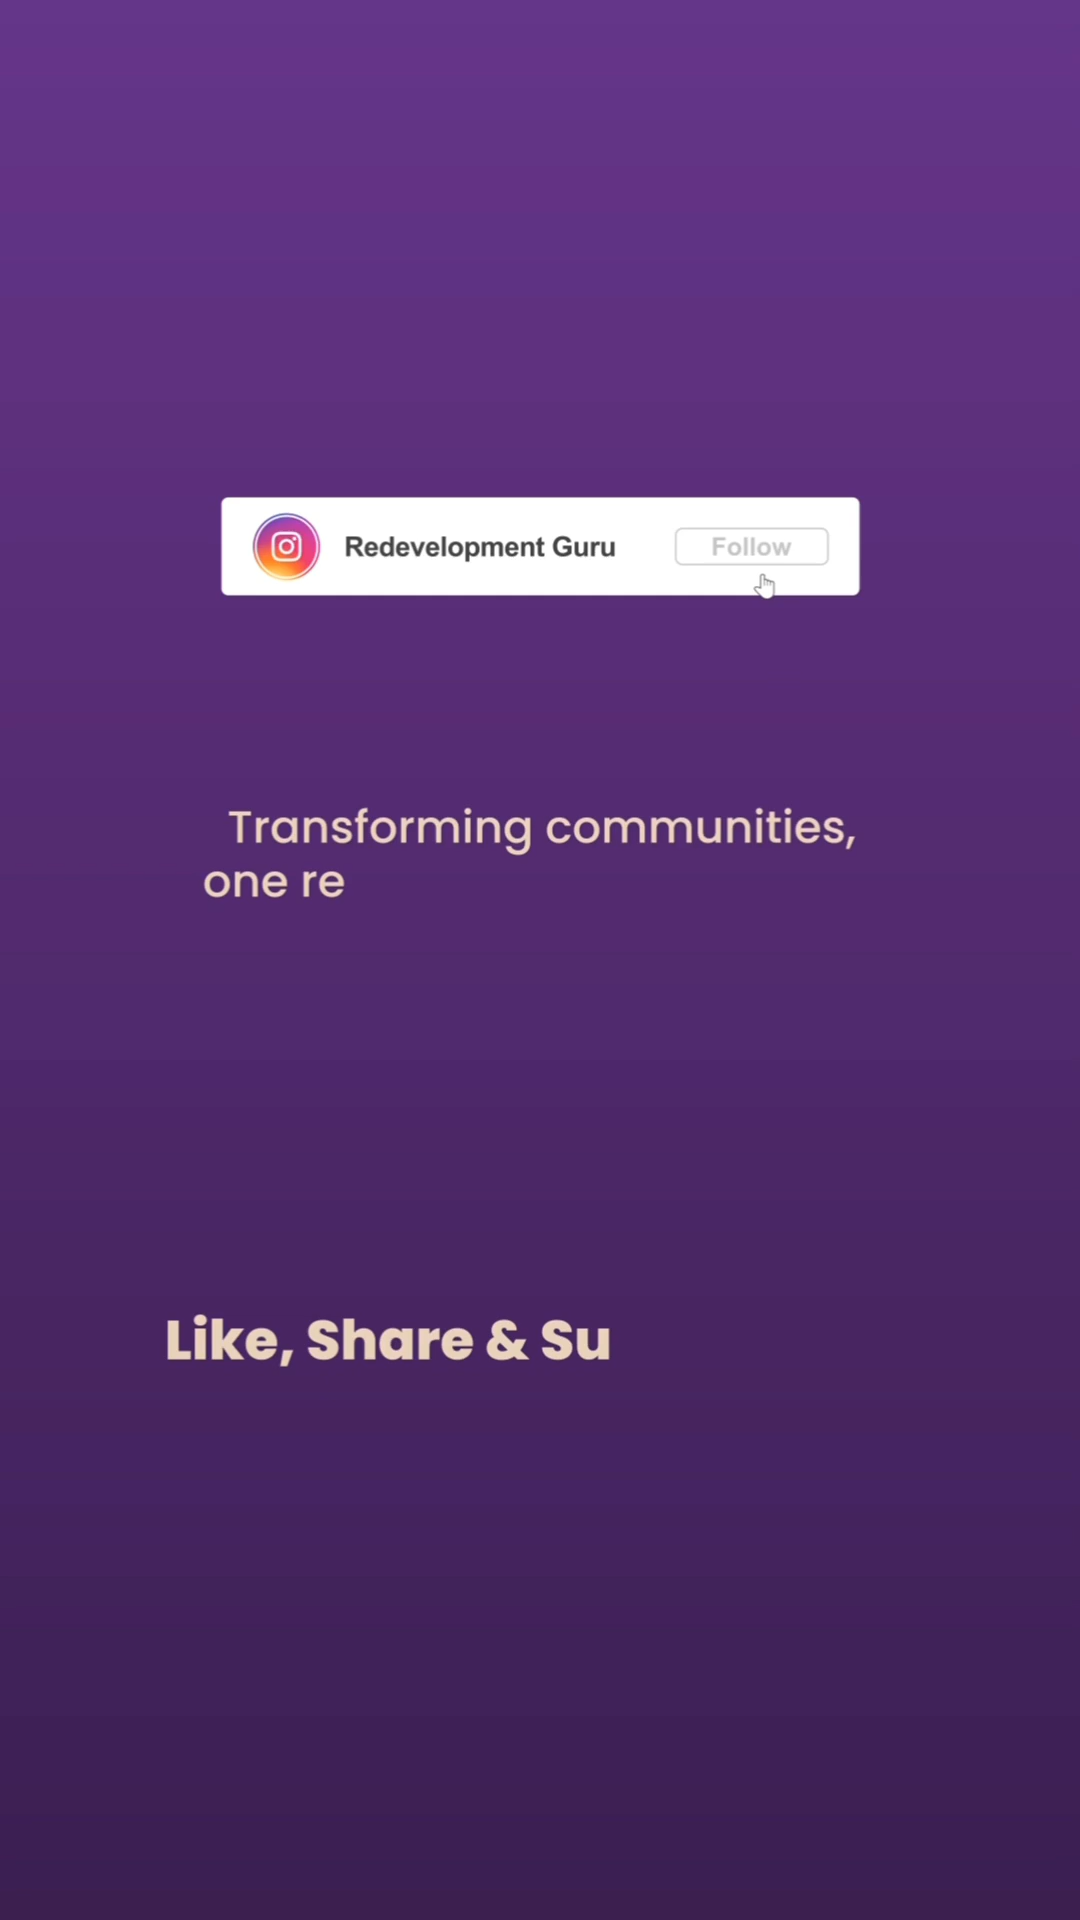 Redevelopment Guru
Follow
Transforming communities,
one re
Like, Share & Su